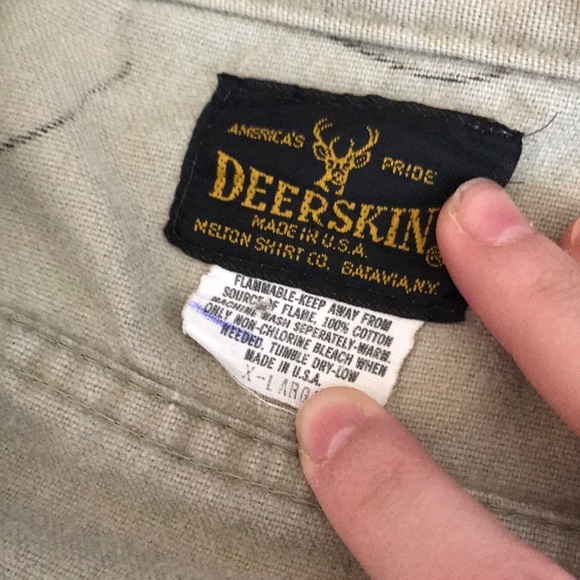 AMERICA'S PRIDE
DEERSKIN®
MADE IN U.S.A.
MELTON SHIRT CO. BATAVIA, N.Y.
FLAMMABLE-KEEP AWAY FROM
SOURCE OF FLAME, 100% COTTON
MACHINE WASH SEPERATELY-WARM.
ONLY NON-CHLORINE BLEACH WHEN
NEEDED. TUMBLE DRY-LOW
MADE IN U.S.A.
X-LARG